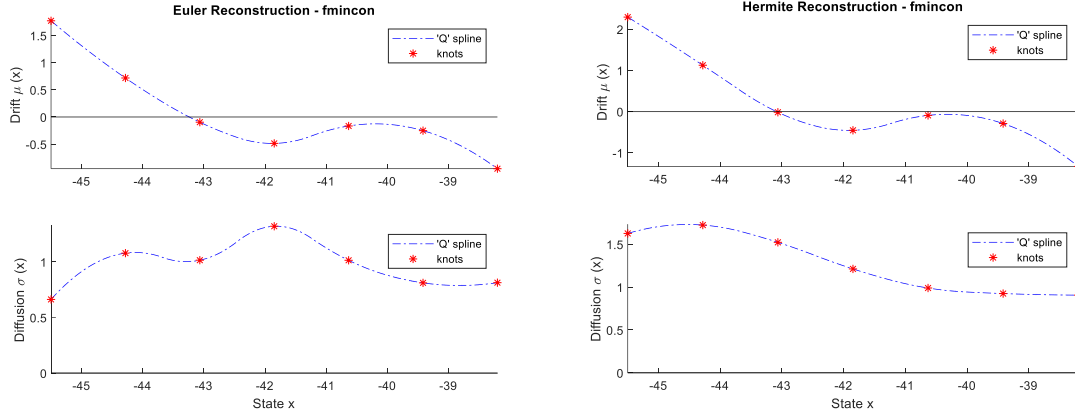 Euler Reconstruction - fmincon
1.5
1
0.5
0
-0.5
Drift μ (x)
'Q' spline
knots
-45
-44
-43
-42
-41
-40
-39
1
0.5
0
Diffusion σ (x)
'Q' spline
knots
-45
-44
-43
-42
-41
-40
-39
State x
Hermite Reconstruction - fmincon
2
1
0
-1
Drift μ (x)
'Q' spline
knots
-45
-44
-43
-42
-41
-40
-39
1.5
1
0.5
0
Diffusion σ (x)
'Q' spline
knots
-45
-44
-43
-42
-41
-40
-39
State x